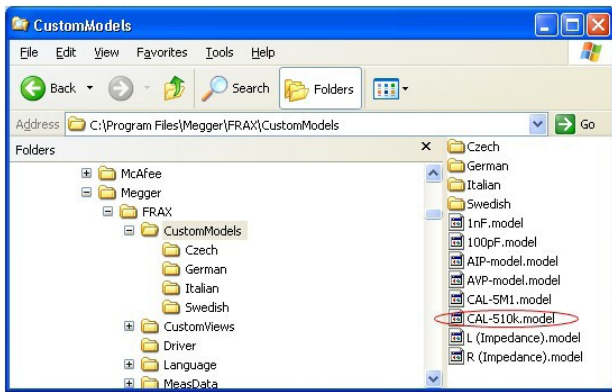 CustomModels
File Edit View Favorites Tools Help
Back Search Folders
Address C:\Program Files\Megger\FRAX\CustomModels Go
Folders x
McAfee
Megger
FRAX
CustomModels
Czech
German
Italian
Swedish
CustomViews
Driver
Language
MeasData
Czech
German
Italian
Swedish
1nF.model
100pF.model
AIP-model.model
AVP-model.model
CAL-5M1.model
CAL-510k.model
L (Impedance).model
R (Impedance).model